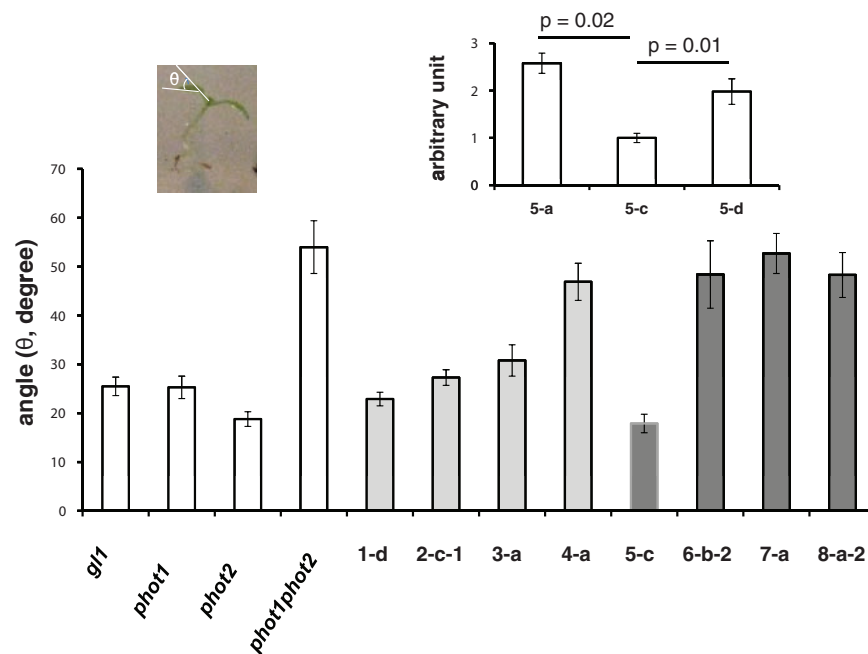 p = 0.02
p = 0.01
3
2
1
0
arbitrary unit
5-a 5-c 5-d
θ
70
60
50
40
30
20
10
0
angle (θ, degree)
gl1 phot1 phot2 phot1phot2 1-d 2-c-1 3-a 4-a 5-c 6-b-2 7-a 8-a-2